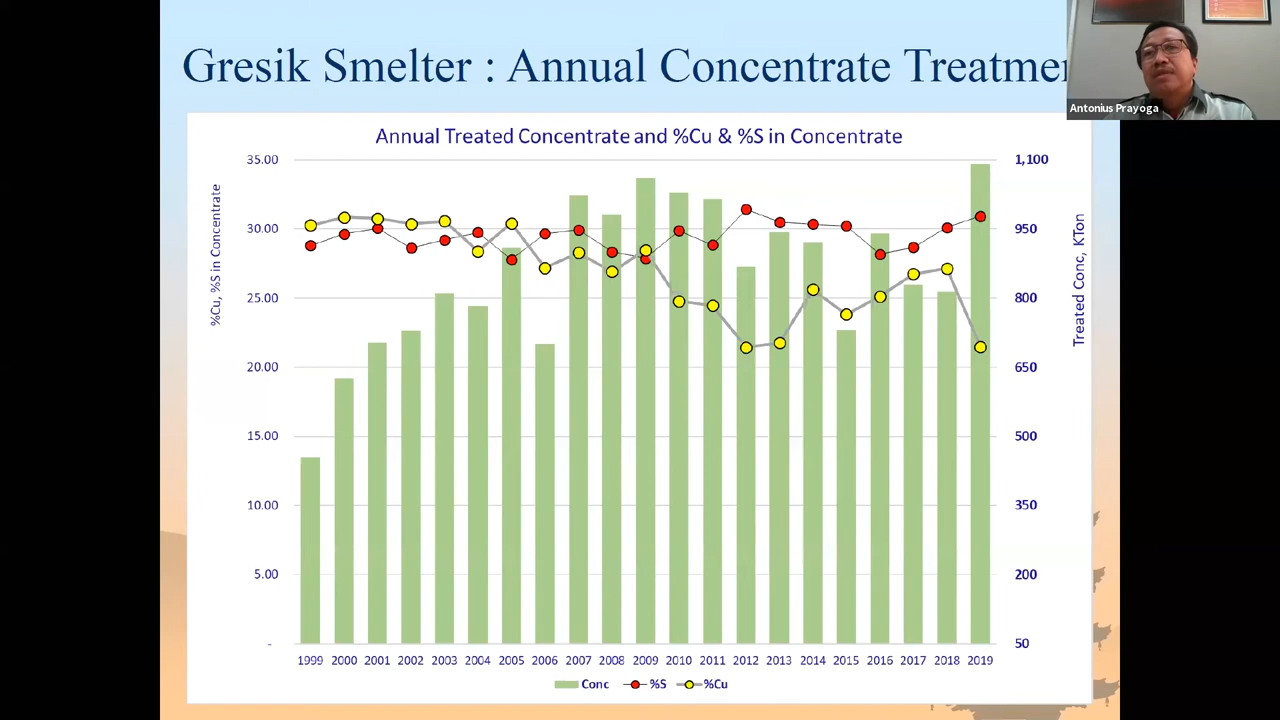 Gresik Smelter : Annual Concentrate Treatme
Antonius Prayoga
Annual Treated Concentrate and %Cu & %S in Concentrate
%Cu, %S in Concentrate
35.00
30.00
25.00
20.00
15.00
10.00
5.00
-
1,100
950
800
650
500
350
200
50
Treated Conc, KTon
1999 2000 2001 2002 2003 2004 2005 2006 2007 2008 2009 2010 2011 2012 2013 2014 2015 2016 2017 2018 2019
Conc %S %Cu